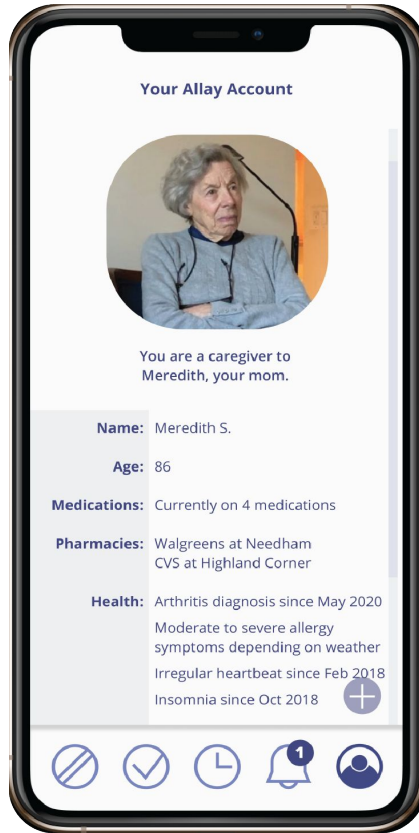 Your Allay Account
You are a caregiver to
Meredith, your mom.
Name: Meredith S.
Age: 86
Medications: Currently on 4 medications
Pharmacies: Walgreens at Needham
CVS at Highland Corner
Health: Arthritis diagnosis since May 2020
Moderate to severe allergy
symptoms depending on weather
Irregular heartbeat since Feb 2018
Insomnia since Oct 2018
1